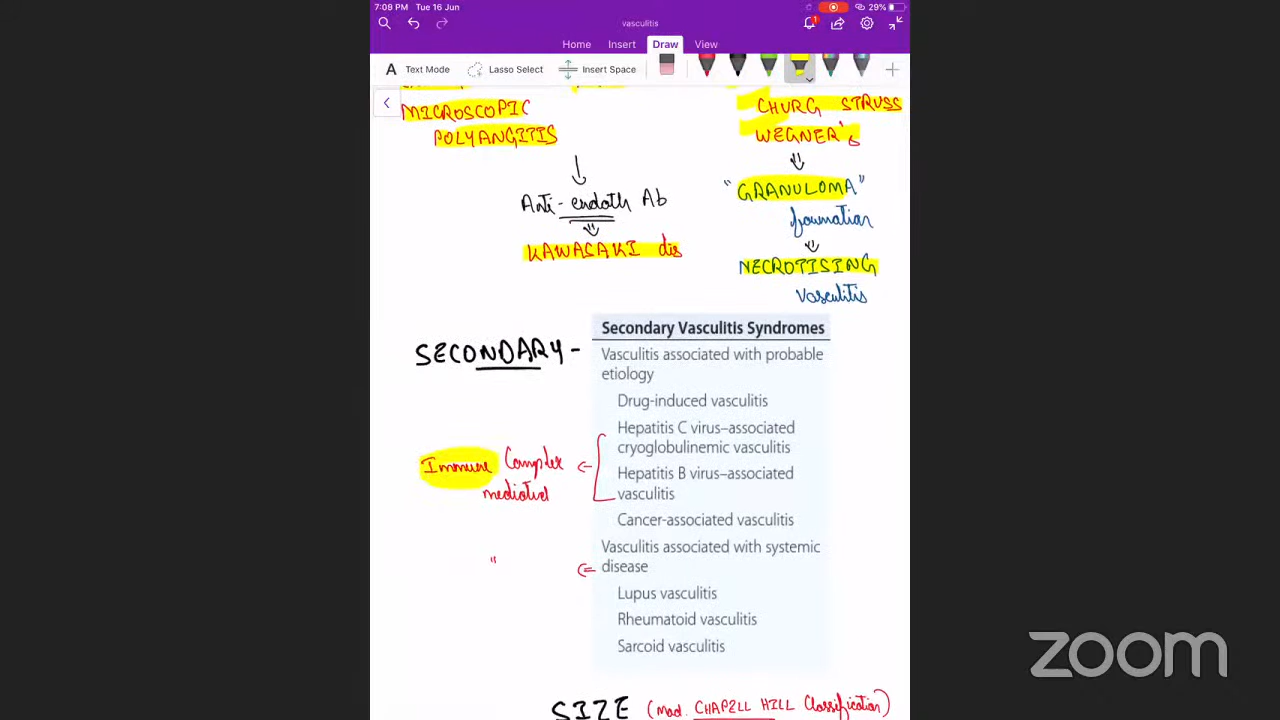 7:08 PM Tue 16 Jun
29%
vasculitis
Home Insert Draw View
A Text Mode Lasso Select Insert Space
MICROSCOPIC
POLYANGITIS
CHURG STRUSS
WEGNER's
Anti-endoth Ab
KAWASAKI dis
"GRANULOMA"
formation
NECROTISING
Vasculitis
SECONDARY -
Secondary Vasculitis Syndromes
Vasculitis associated with probable
etiology
Drug-induced vasculitis
Hepatitis C virus–associated
cryoglobulinemic vasculitis
Hepatitis B virus–associated
vasculitis
Cancer-associated vasculitis
Vasculitis associated with systemic
disease
Lupus vasculitis
Rheumatoid vasculitis
Sarcoid vasculitis
Immune Complex
mediated
"
SIZE (Mod. CHAPELL HILL Classification)
zoom